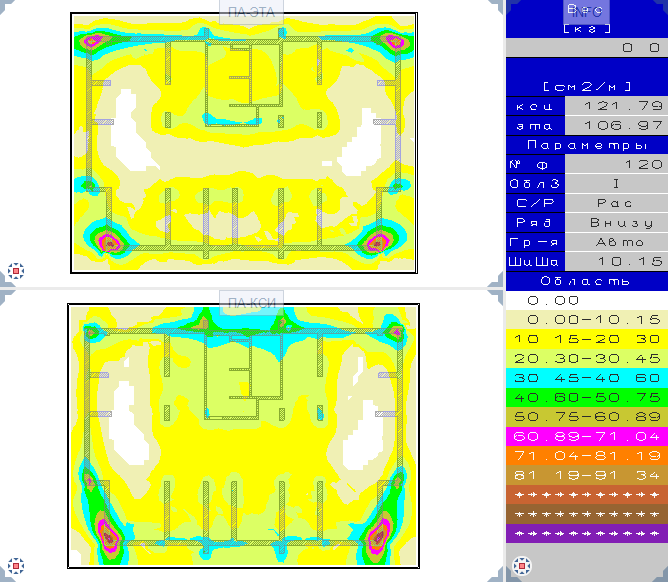 ПА ЭТА
ПА КСИ
Вес
INFO
[кг]
0 0
[см2/м]
кси 121.79
эта 106.97
Параметры
№ Ф 120
Обл3 I
С/Р Рас
Ряд Внизу
Гр-я Авто
ШиШа 10.15
Область
0.00
0.00-10.15
10 15-20 30
20.30-30.45
30 45-40 60
40.60-50 75
50.75-60.89
60.89-71.04
71.04-81.19
81 19-91 34
**********
**********
**********